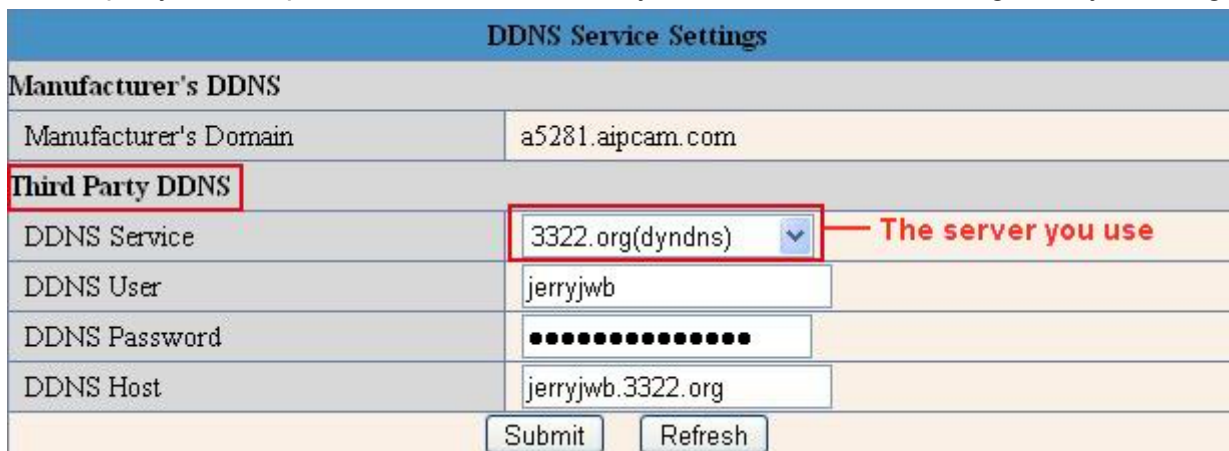 DDNS Service Settings
Manufacturer's DDNS
Manufacturer's Domain a5281.aipcam.com
Third Party DDNS
DDNS Service 3322.org(dyndns) The server you use
DDNS User jerryjwb
DDNS Password ••••••••••••••
DDNS Host jerryjwb.3322.org
Submit Refresh